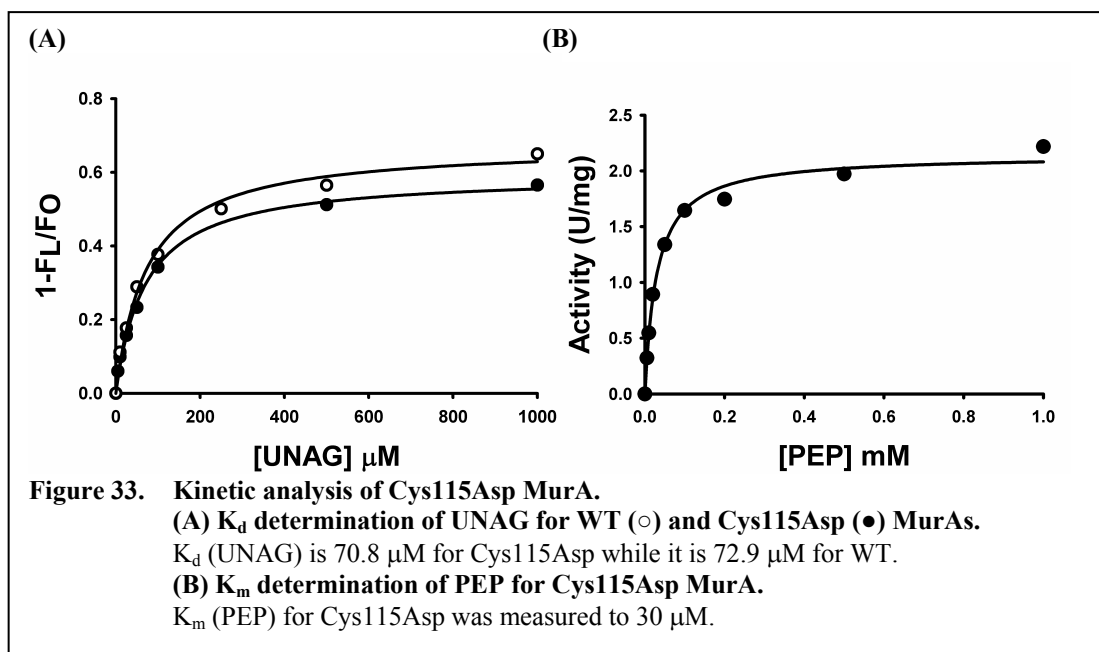 (A)
(B)
0.8
0.6
0.4
0.2
0.0
1-FL/FO
0 200 400 600 800 1000
[UNAG] μM
2.5
2.0
1.5
1.0
0.5
0.0
Activity (U/mg)
0.0 0.2 0.4 0.6 0.8 1.0
[PEP] mM
Figure 33. Kinetic analysis of Cys115Asp MurA.
(A) Kd determination of UNAG for WT (○) and Cys115Asp (●) MurAs.
Kd (UNAG) is 70.8 μM for Cys115Asp while it is 72.9 μM for WT.
(B) Km determination of PEP for Cys115Asp MurA.
Km (PEP) for Cys115Asp was measured to 30 μM.